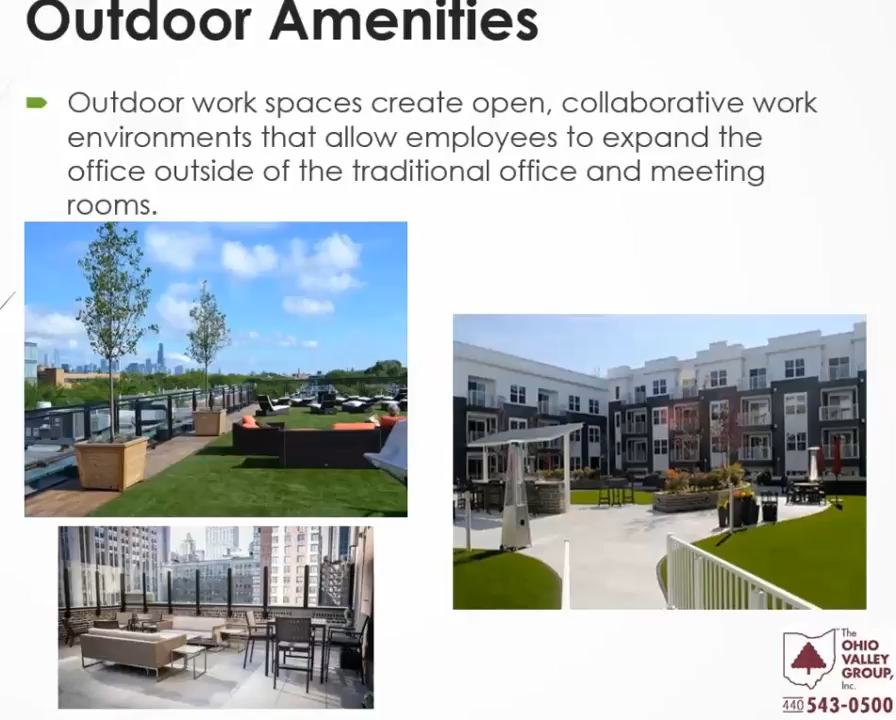 Outdoor Amenities
Outdoor work spaces create open, collaborative work
environments that allow employees to expand the
office outside of the traditional office and meeting
rooms.
The
OHIO
VALLEY
GROUP,
Inc.
440 543-0500